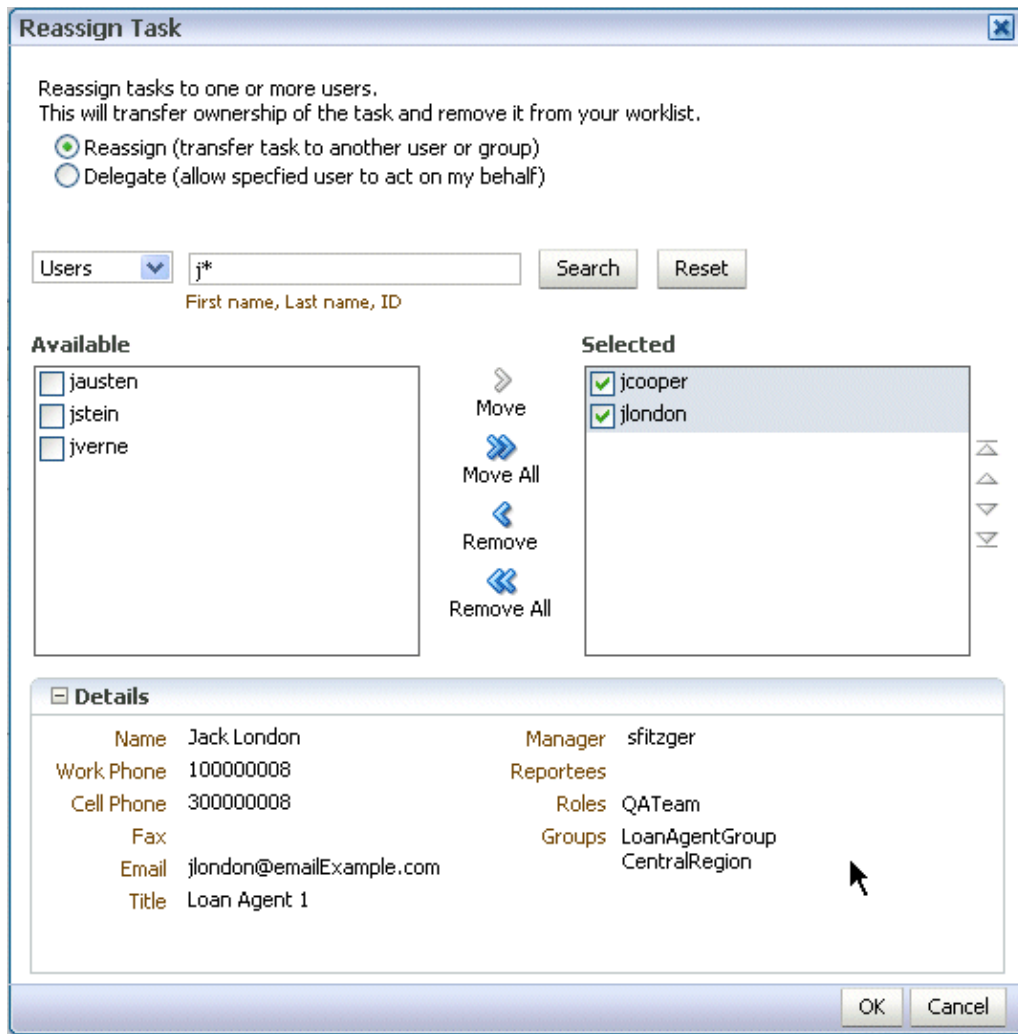 Reassign Task
Reassign tasks to one or more users.
This will transfer ownership of the task and remove it from your worklist.
Reassign (transfer task to another user or group)
Delegate (allow specfied user to act on my behalf)
Users j* Search Reset
First name, Last name, ID
Available
jausten
jstein
jverne
Move
Move All
Remove
Remove All
Selected
jcooper
jlondon
Details
Name Jack London
Work Phone 100000008
Cell Phone 300000008
Fax
Email jlondon@emailExample.com
Title Loan Agent 1
Manager sfitzger
Reportees
Roles QATeam
Groups LoanAgentGroup
CentralRegion
OK Cancel